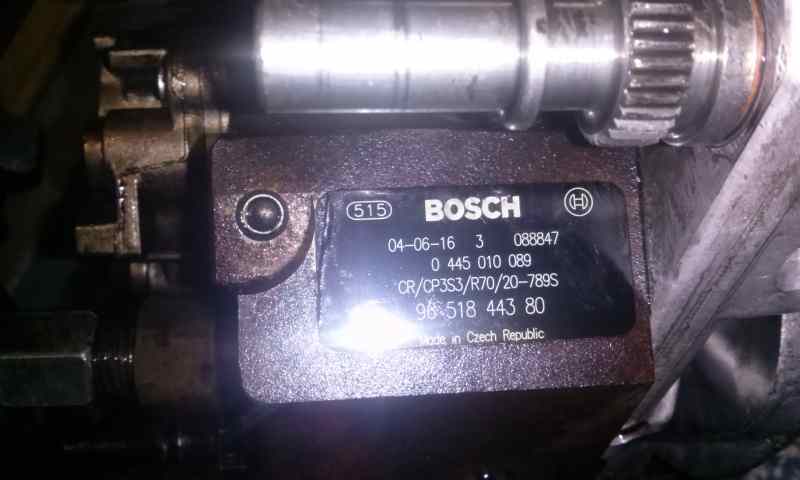 515 BOSCH
04-06-16 3 088847
0 445 010 089
CR/CP3S3/R70/20-789S
96 518 443 80
Made in Czech Republic